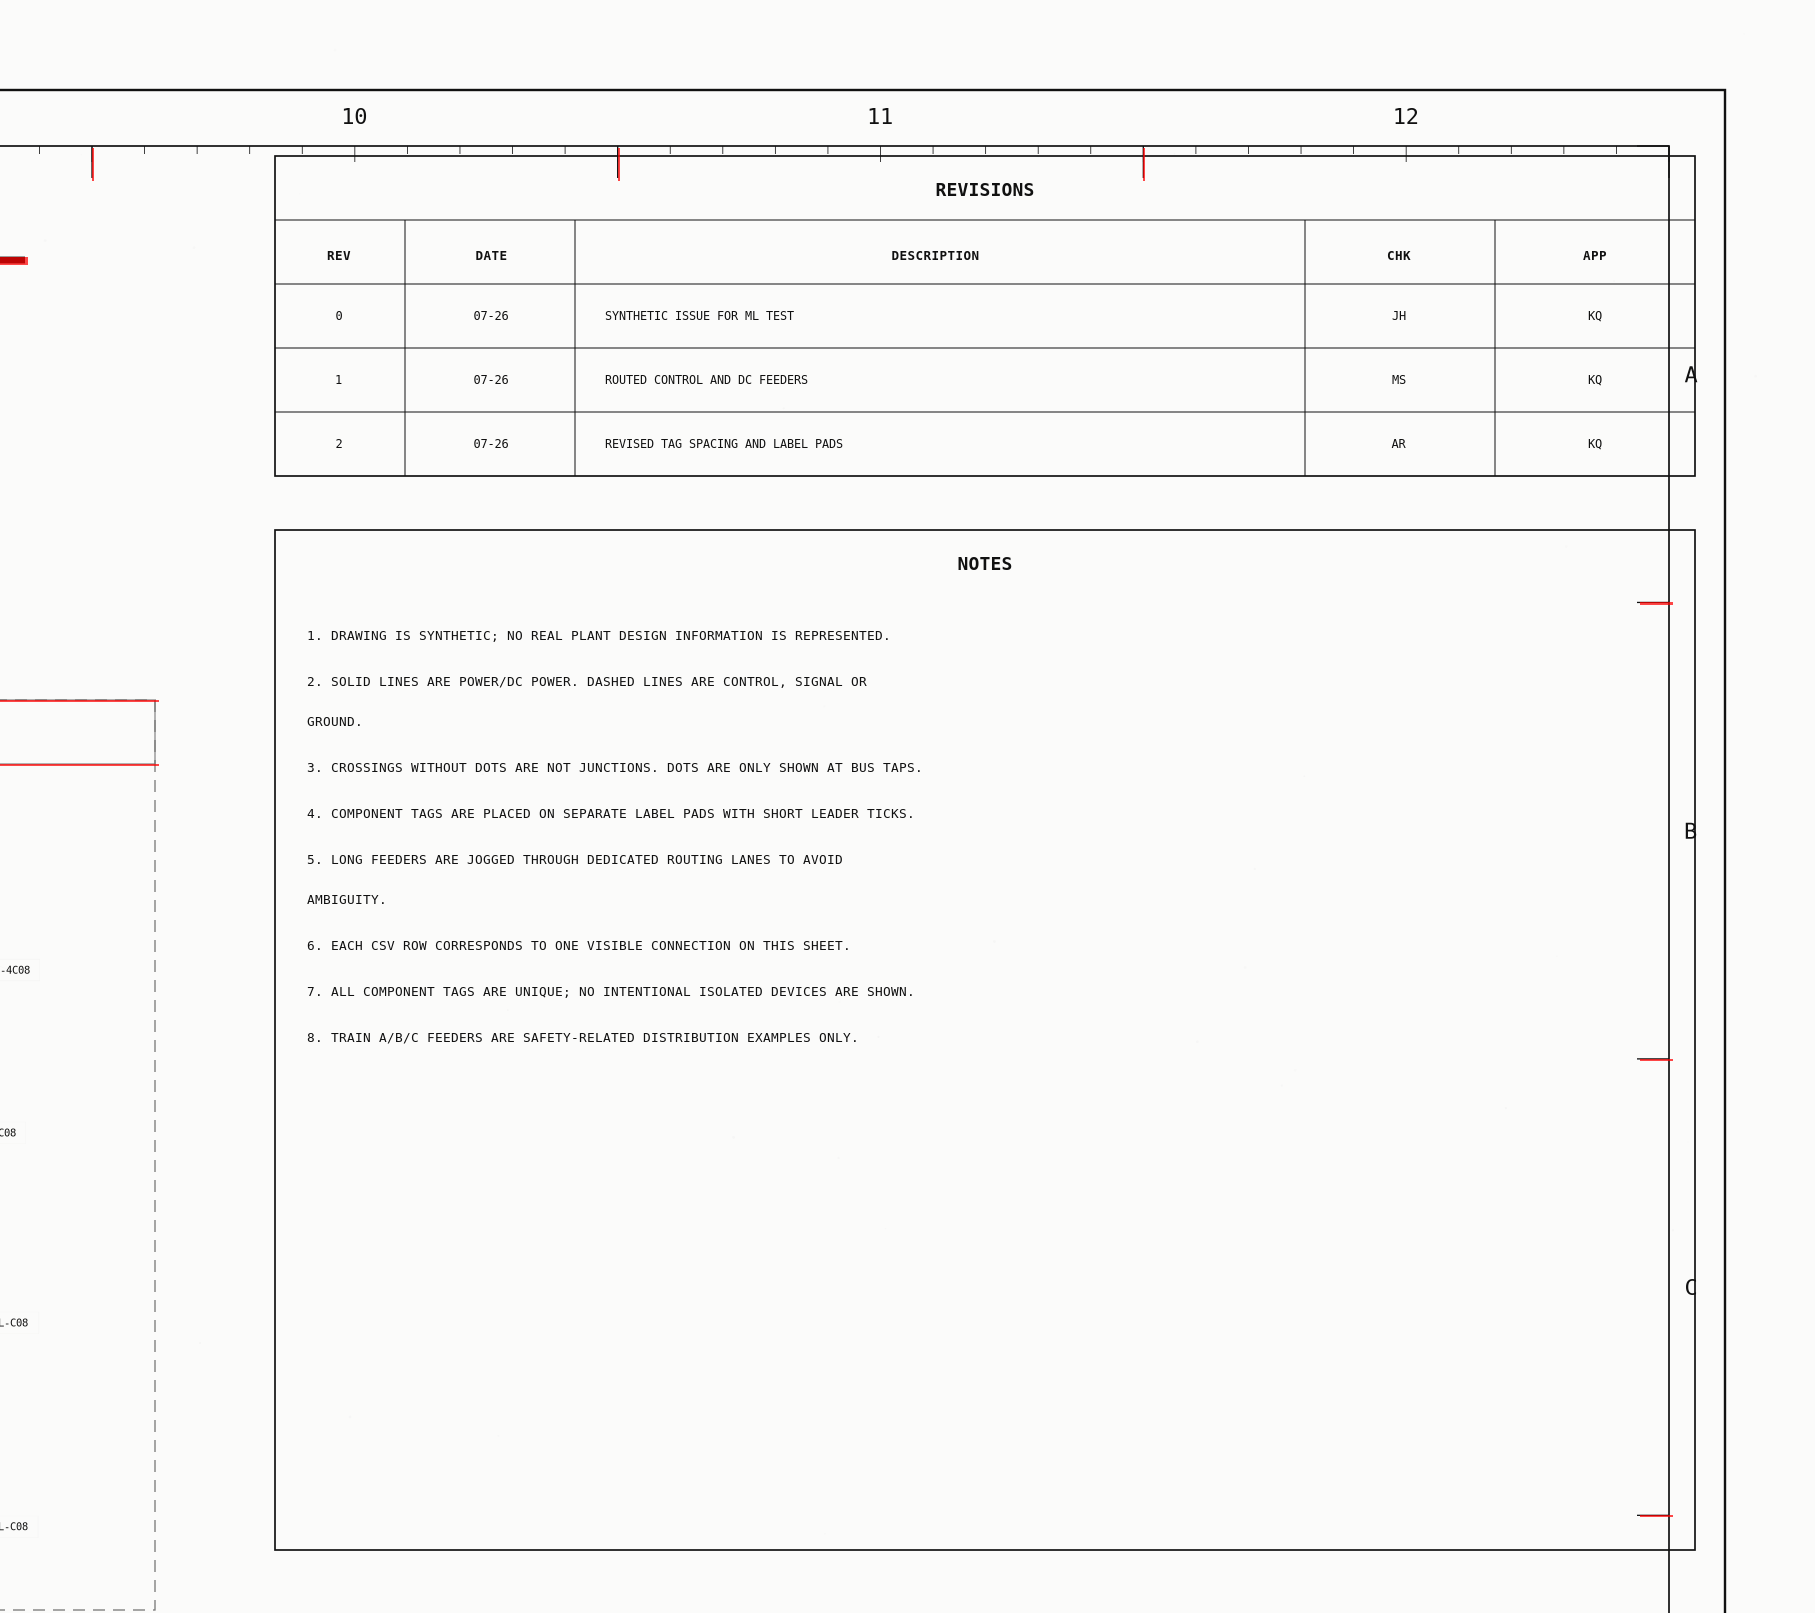 10 11 12
REVISIONS
REV DATE DESCRIPTION CHK APP
0 07-26 SYNTHETIC ISSUE FOR ML TEST JH KQ
1 07-26 ROUTED CONTROL AND DC FEEDERS MS KQ
A
2 07-26 REVISED TAG SPACING AND LABEL PADS AR KQ
NOTES
1. DRAWING IS SYNTHETIC; NO REAL PLANT DESIGN INFORMATION IS REPRESENTED.
2. SOLID LINES ARE POWER/DC POWER. DASHED LINES ARE CONTROL, SIGNAL OR
GROUND.
3. CROSSINGS WITHOUT DOTS ARE NOT JUNCTIONS. DOTS ARE ONLY SHOWN AT BUS TAPS.
4. COMPONENT TAGS ARE PLACED ON SEPARATE LABEL PADS WITH SHORT LEADER TICKS.
B
5. LONG FEEDERS ARE JOGGED THROUGH DEDICATED ROUTING LANES TO AVOID
AMBIGUITY.
6. EACH CSV ROW CORRESPONDS TO ONE VISIBLE CONNECTION ON THIS SHEET.
-4C08
7. ALL COMPONENT TAGS ARE UNIQUE; NO INTENTIONAL ISOLATED DEVICES ARE SHOWN.
8. TRAIN A/B/C FEEDERS ARE SAFETY-RELATED DISTRIBUTION EXAMPLES ONLY.
C08
C
L-C08
L-C08